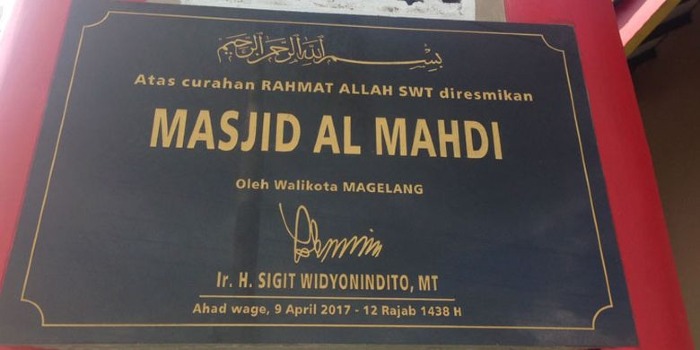 بسم الله الرحمن الرحيم
Atas curahan RAHMAT ALLAH SWT diresmikan
MASJID AL MAHDI
Oleh Walikota MAGELANG
Ir. H. SIGIT WIDYONINDITO, MT
Ahad wage, 9 April 2017 - 12 Rajab 1438 H